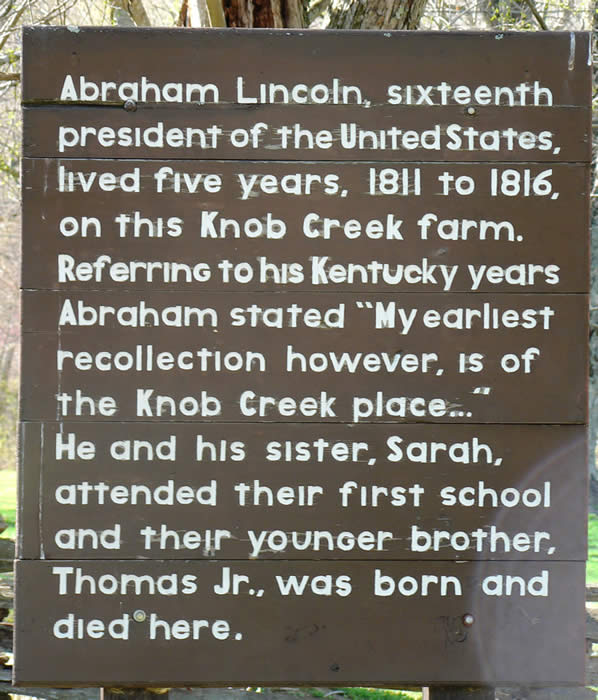 Abraham Lincoln, sixteenth
president of the United States,
lived five years, 1811 to 1816,
on this Knob Creek farm.
Referring to his Kentucky years
Abraham stated "My earliest
recollection however, is of
the Knob Creek place..."
He and his sister, Sarah,
attended their first school
and their younger brother,
Thomas Jr., was born and
died here.